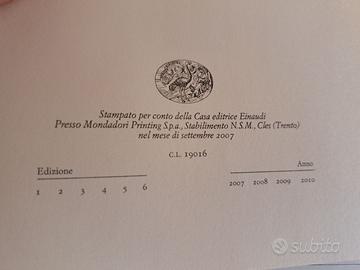 Stampato per conto della Casa editrice Einaudi
Presso Mondadori Printing S.p.a., Stabilimento N.S.M., Cles (Trento)
nel mese di settembre 2007
C.L. 19016
Edizione Anno
1 2 3 4 5 6 2007 2008 2009 2010
subito